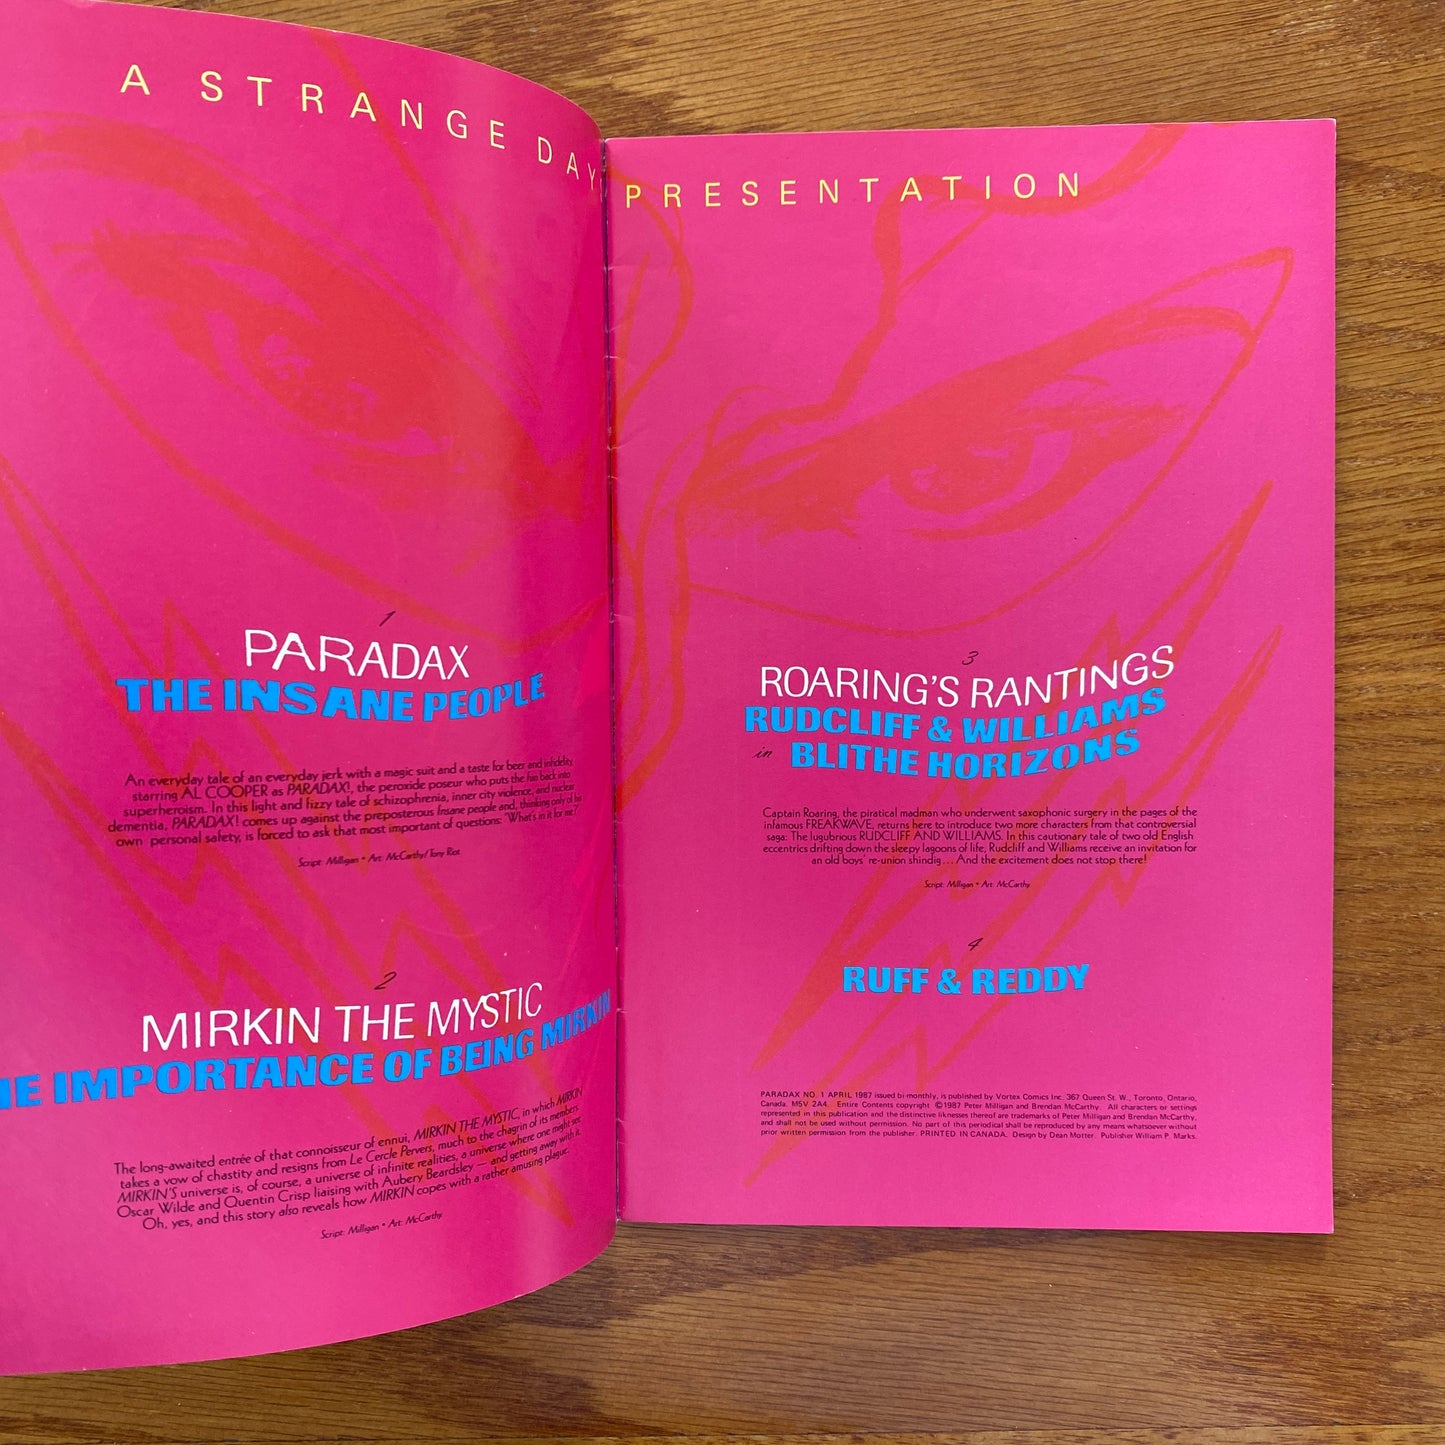 A STRANGE DAY PRESENTATION
1
PARADAX
THE INSANE PEOPLE
An everyday tale of an everyday jerk with a magic suit and a taste for beer and infidelity,
starring AL COOPER as PARADAX!, the peroxide poseur who puts the fun back into
superheroism. In this light and fizzy tale of schizophrenia, inner city violence, and nuclear
dementia, PARADAX! comes up against the preposterous Insane people and, thinking only of his
own personal safety, is forced to ask that most important of questions: "What's in it for me?"
Script: Milligan • Art: McCarthy/Tony Riot
2
MIRKIN THE MYSTIC
HE IMPORTANCE OF BEING MIRKIN
The long-awaited entrée of that connoisseur of ennui, MIRKIN THE MYSTIC, in which MIRKIN
takes a vow of chastity and resigns from Le Cercle Pervers, much to the chagrin of its members.
MIRKIN'S universe is, of course, a universe of infinite realities, a universe where one might see
Oscar Wilde and Quentin Crisp liaising with Aubery Beardsley — and getting away with it.
Oh, yes, and this story also reveals how MIRKIN copes with a rather amusing plague.
Script: Milligan • Art: McCarthy
3
ROARING'S RANTINGS
RUDCLIFF & WILLIAMS
in BLITHE HORIZONS
Captain Roaring, the piratical madman who underwent saxophonic surgery in the pages of the
infamous FREAKWAVE, returns here to introduce two more characters from that controversial
saga: The lugubrious RUDCLIFF AND WILLIAMS. In this cautionary tale of two old English
eccentrics drifting down the sleepy lagoons of life, Rudcliff and Williams receive an invitation for
an old boys' re-union shindig... And the excitement does not stop there!
Script: Milligan • Art: McCarthy
4
RUFF & REDDY
PARADAX NO. 1 APRIL 1987 issued bi-monthly, is published by Vortex Comics Inc. 367 Queen St. W., Toronto, Ontario,
Canada. M5V 2A4. Entire Contents copyright ©1987 Peter Milligan and Brendan McCarthy. All characters or settings
represented in this publication and the distinctive liknesses thereof are trademarks of Peter Milligan and Brendan McCarthy,
and shall not be used without permission. No part of this periodical shall be reproduced by any means whatsoever without
prior written permission from the publisher. PRINTED IN CANADA. Design by Dean Motter. Publisher William P. Marks.